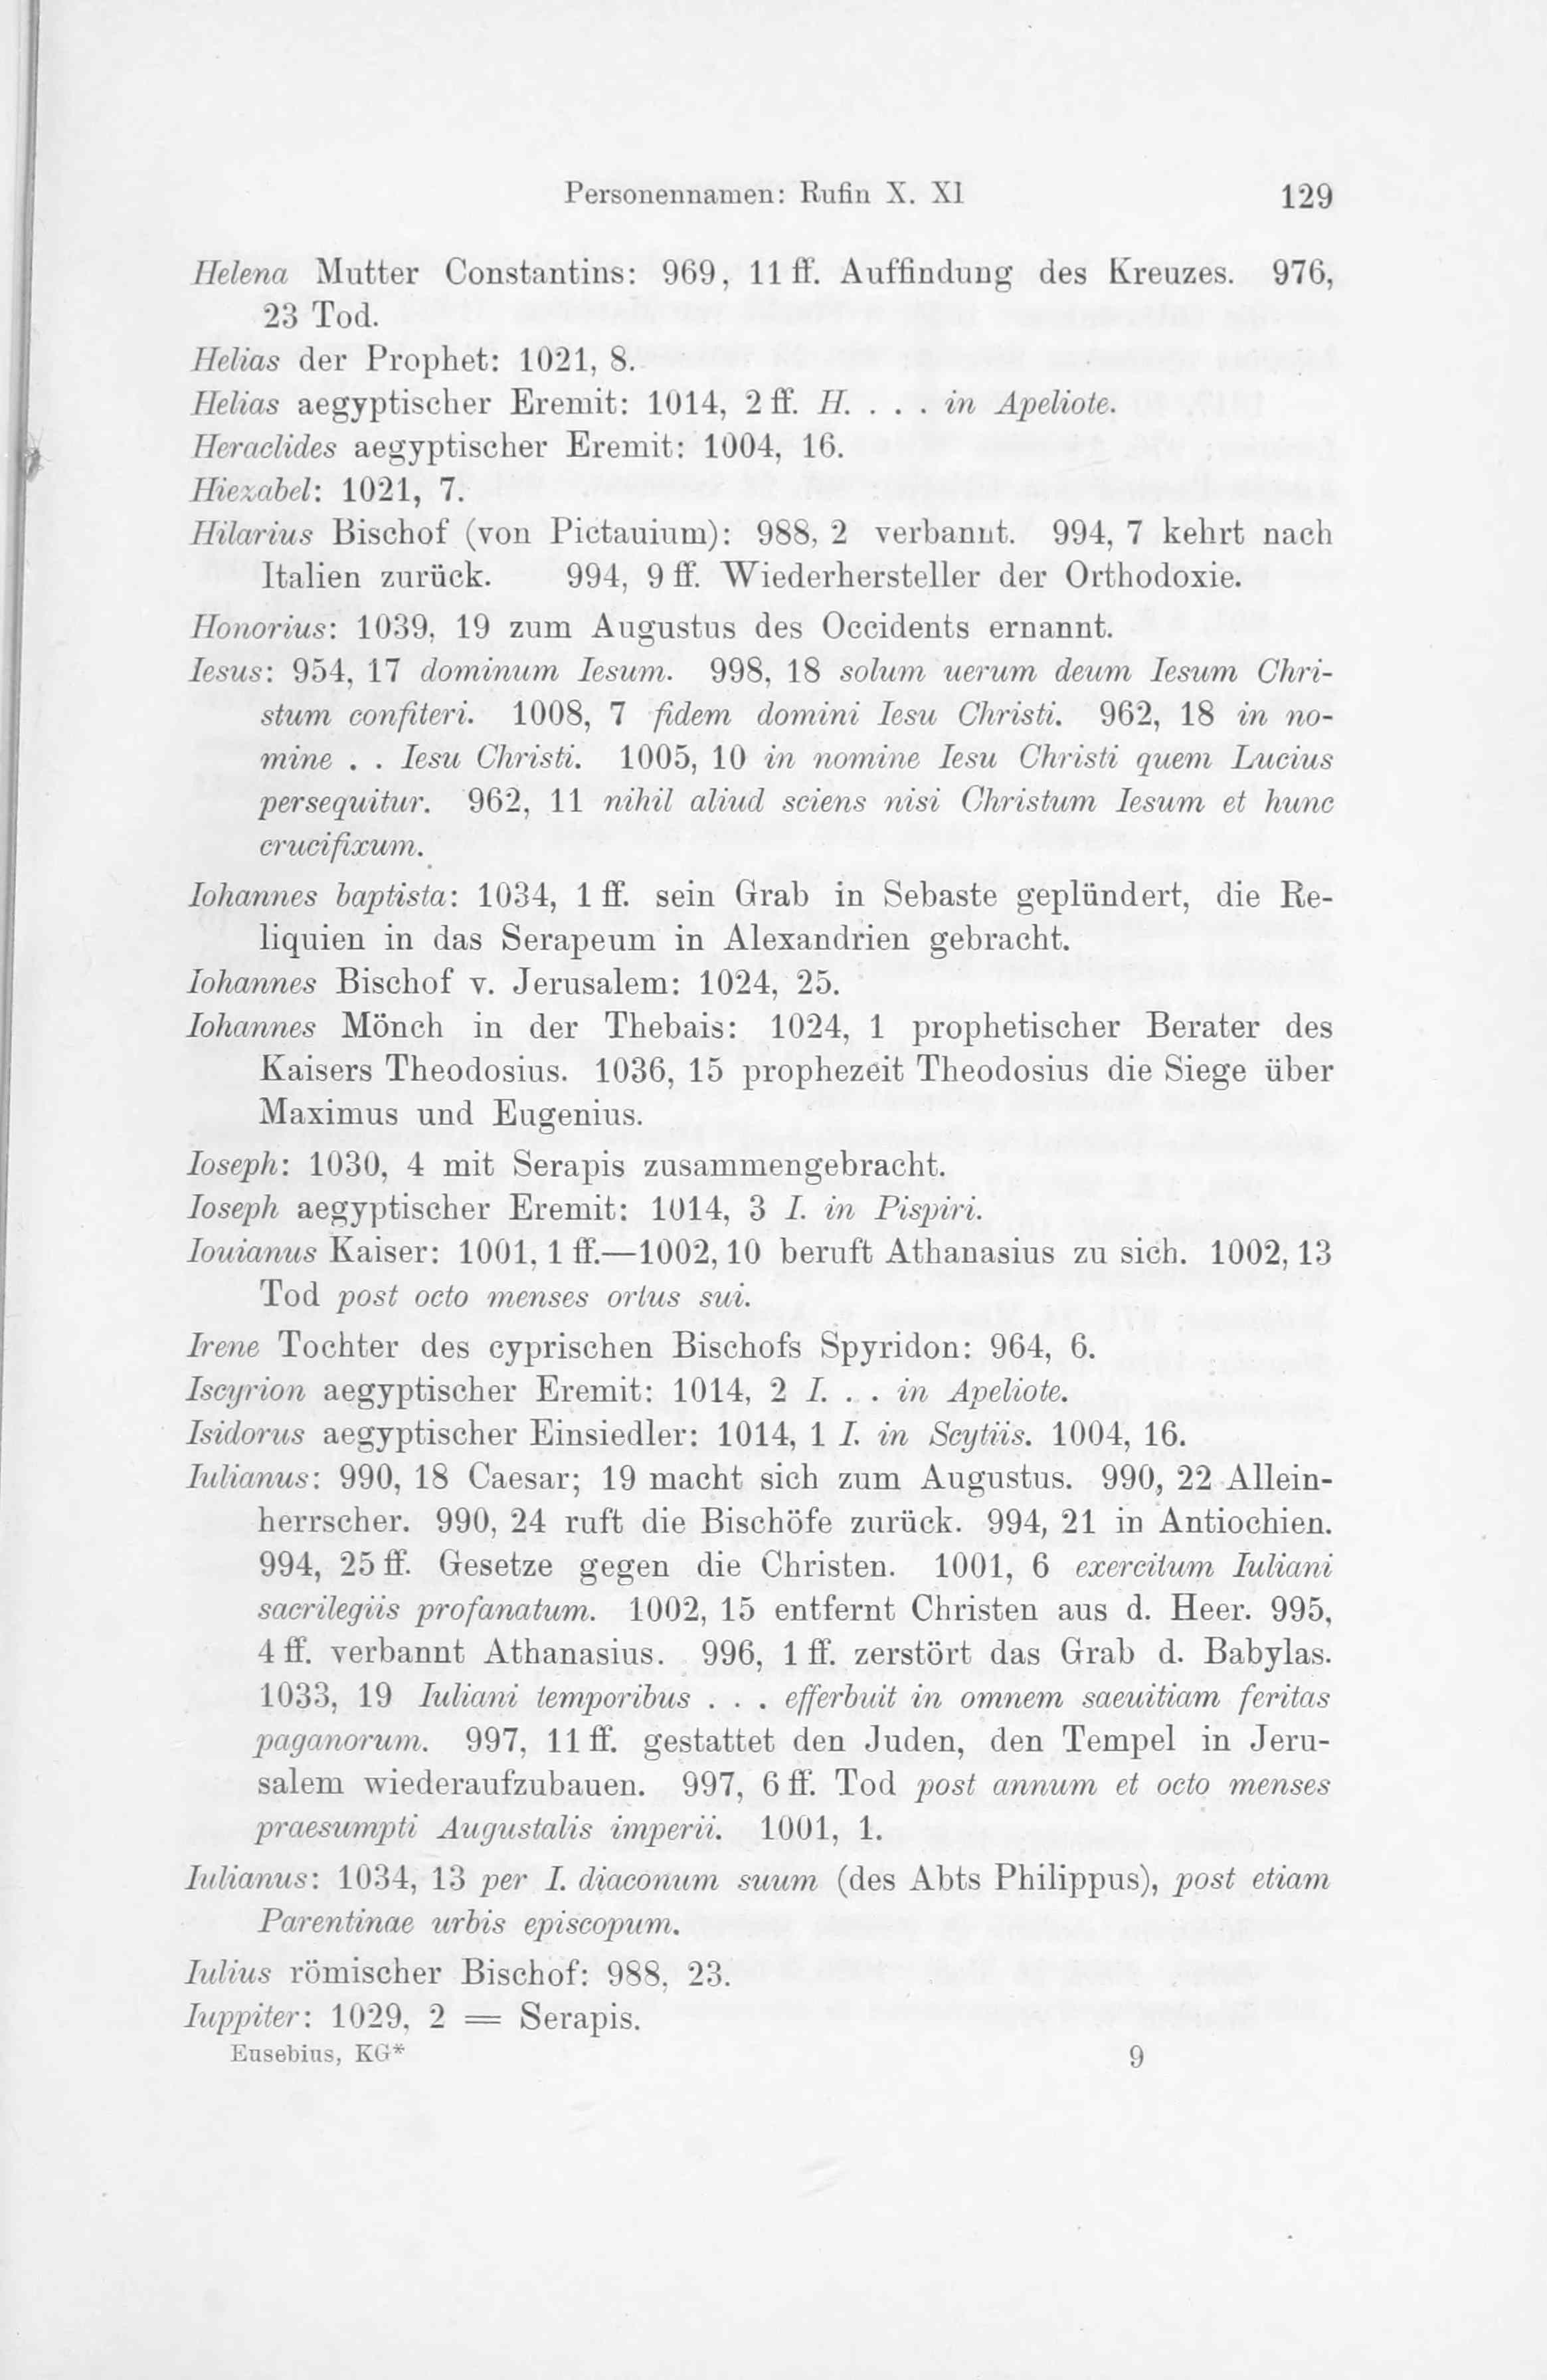 Personennamen: Rufin X. XI 129
Helena Mutter Constantins: 969, 11 ff. Auffindung des Kreuzes. 976,
23 Tod.
Helias der Prophet: 1021, 8.
Helias aegyptischer Eremit: 1014, 2 ff. H. . . . in Apeliote.
Heraclides aegyptischer Eremit: 1004, 16.
Hiezabel: 1021, 7.
Hilarius Bischof (von Pictauium): 988, 2 verbannt. 994, 7 kehrt nach
Italien zurück. 994, 9 ff. Wiederhersteller der Orthodoxie.
Honorius: 1039, 19 zum Augustus des Occidents ernannt.
Iesus: 954, 17 dominum Iesum. 998, 18 solum uerum deum Iesum Chri-
stum confiteri. 1008, 7 fidem domini Iesu Christi. 962, 18 in no-
mine . . Iesu Christi. 1005, 10 in nomine Iesu Christi quem Lucius
persequitur. 962, 11 nihil aliud sciens nisi Christum Iesum et hunc
crucifixum.
Iohannes baptista: 1034, 1 ff. sein Grab in Sebaste geplündert, die Re-
liquien in das Serapeum in Alexandrien gebracht.
Iohannes Bischof v. Jerusalem: 1024, 25.
Iohannes Mönch in der Thebais: 1024, 1 prophetischer Berater des
Kaisers Theodosius. 1036, 15 prophezeit Theodosius die Siege über
Maximus und Eugenius.
Ioseph: 1030, 4 mit Serapis zusammengebracht.
Ioseph aegyptischer Eremit: 1014, 3 I. in Pispiri.
Iouianus Kaiser: 1001, 1 ff.—1002, 10 beruft Athanasius zu sich. 1002, 13
Tod post octo menses ortus sui.
Irene Tochter des cyprischen Bischofs Spyridon: 964, 6.
Iscyrion aegyptischer Eremit: 1014, 2 I. . . in Apeliote.
Isidorus aegyptischer Einsiedler: 1014, 1 I. in Scytiis. 1004, 16.
Iulianus: 990, 18 Caesar; 19 macht sich zum Augustus. 990, 22 Allein-
herrscher. 990, 24 ruft die Bischöfe zurück. 994, 21 in Antiochien.
994, 25 ff. Gesetze gegen die Christen. 1001, 6 exercitum Iuliani
sacrilegiis profanatum. 1002, 15 entfernt Christen aus d. Heer. 995,
4 ff. verbannt Athanasius. 996, 1 ff. zerstört das Grab d. Babylas.
1033, 19 Iuliani temporibus . . . efferbuit in omnem saeuitiam feritas
paganorum. 997, 11 ff. gestattet den Juden, den Tempel in Jeru-
salem wiederaufzubauen. 997, 6 ff. Tod post annum et octo menses
praesumpti Augustalis imperii. 1001, 1.
Iulianus: 1034, 13 per I. diaconum suum (des Abts Philippus), post etiam
Parentinae urbis episcopum.
Iulius römischer Bischof: 988, 23.
Iuppiter: 1029, 2 = Serapis.
Eusebius, KG* 9